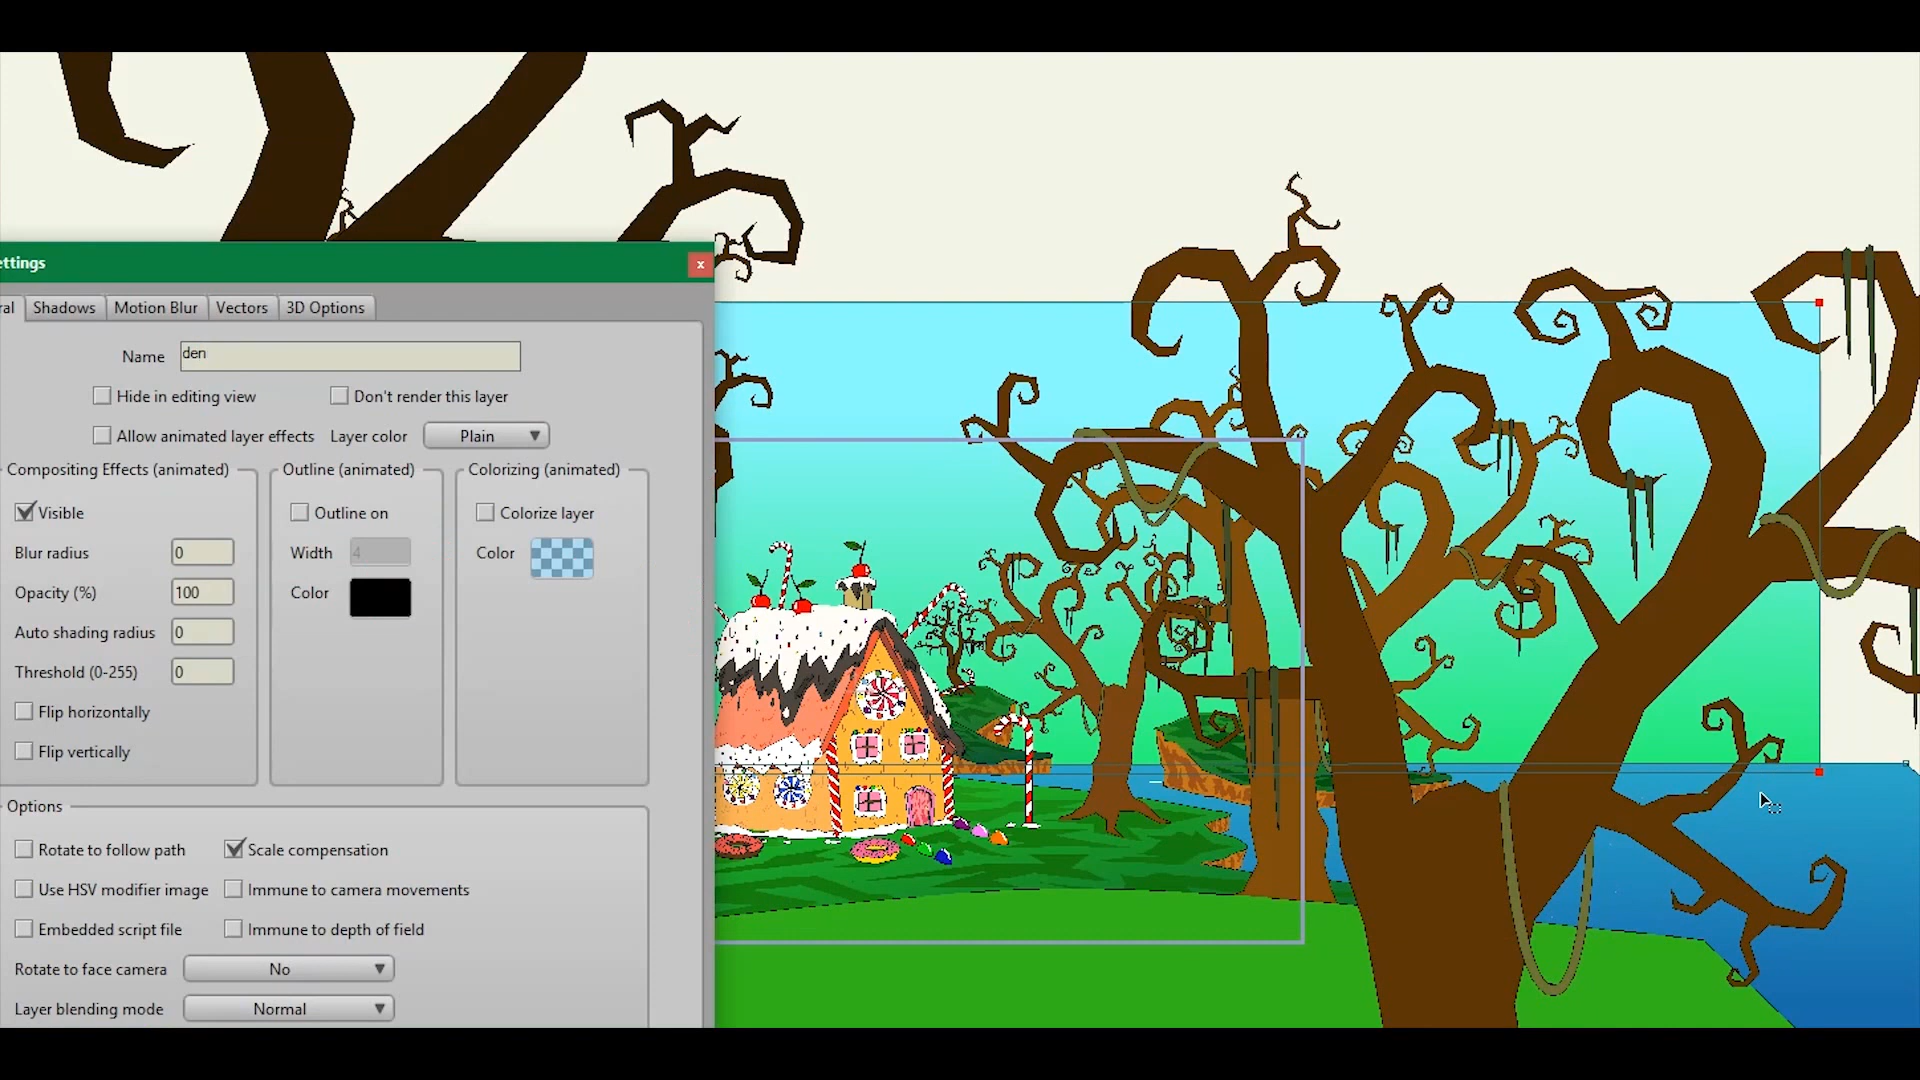 ettings
ral Shadows Motion Blur Vectors 3D Options
Name den
Hide in editing view Don't render this layer
Allow animated layer effects Layer color Plain
Compositing Effects (animated) Outline (animated) Colorizing (animated)
Visible Outline on Colorize layer
Blur radius 0 Width 4 Color
Opacity (%) 100 Color
Auto shading radius 0
Threshold (0-255) 0
Flip horizontally
Flip vertically
Options
Rotate to follow path Scale compensation
Use HSV modifier image Immune to camera movements
Embedded script file Immune to depth of field
Rotate to face camera No
Layer blending mode Normal